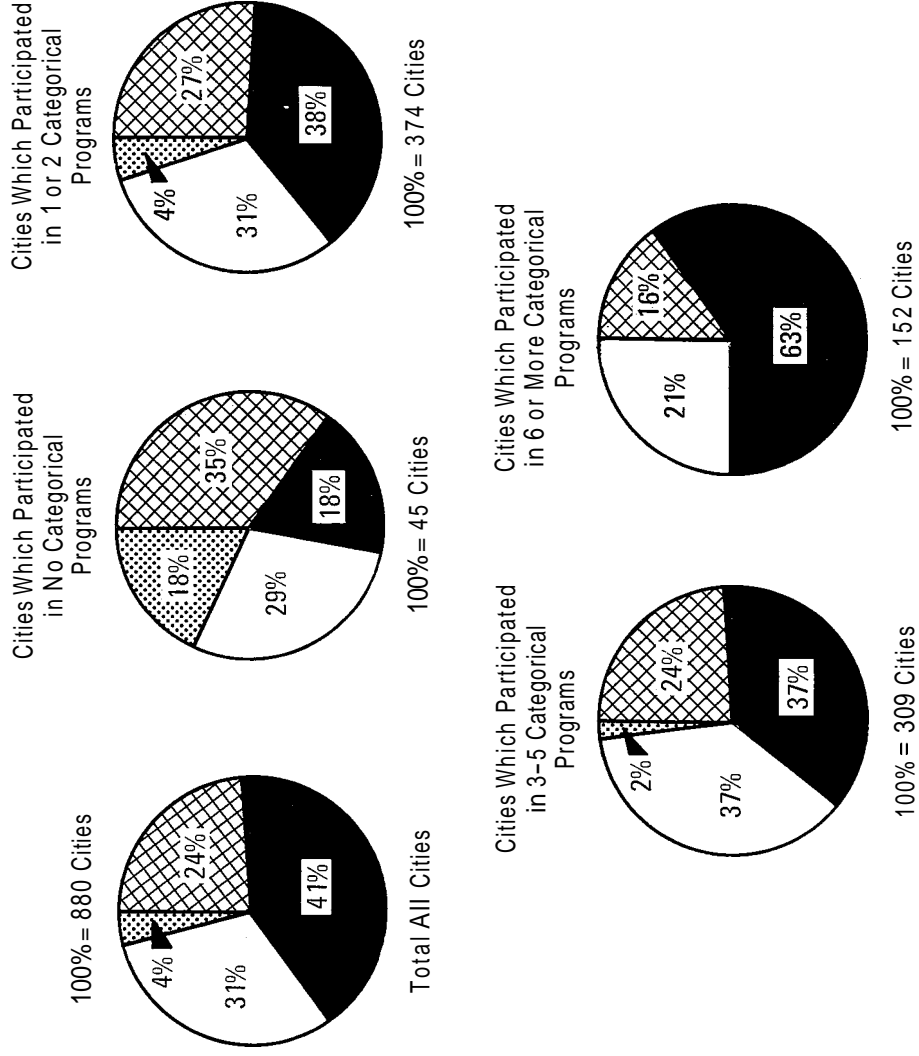 100% = 880 Cities
4%
24%
31%
41%
Total All Cities
Cities Which Participated
in No Categorical
Programs
18%
35%
29%
18%
100% = 45 Cities
Cities Which Participated
in 1 or 2 Categorical
Programs
4%
27%
31%
38%
100% = 374 Cities
Cities Which Participated
in 3–5 Categorical
Programs
2%
24%
37%
37%
100% = 309 Cities
Cities Which Participated
in 6 or More Categorical
Programs
21%
16%
63%
100% = 152 Cities